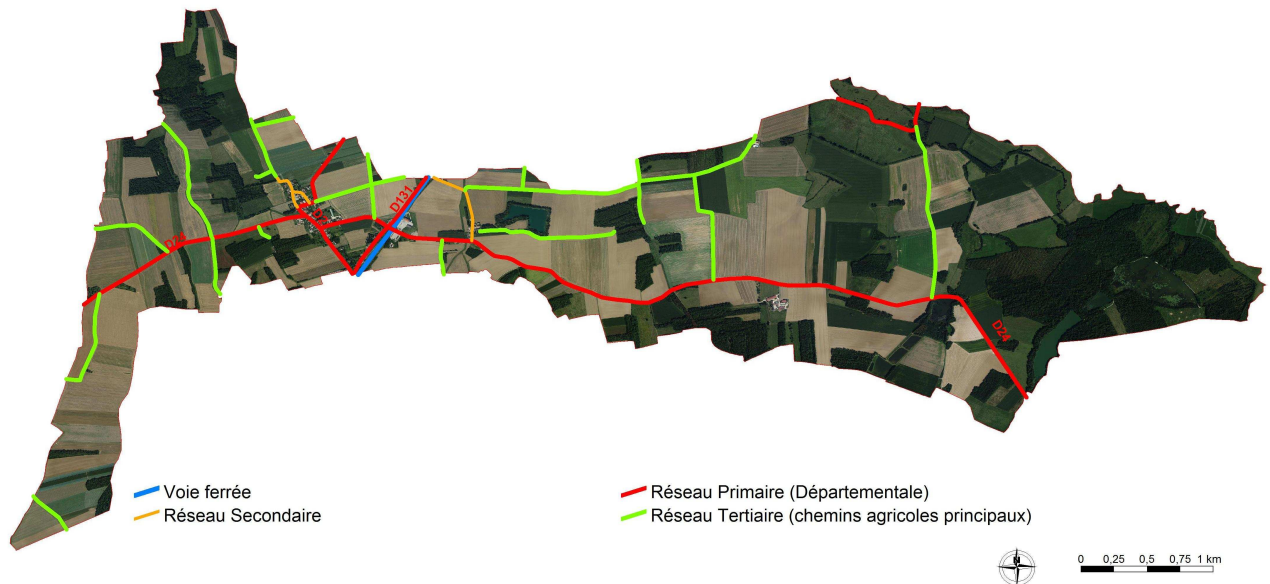 D131
D24
D24
Voie ferrée
Réseau Secondaire
Réseau Primaire (Départementale)
Réseau Tertiaire (chemins agricoles principaux)
0 0,25 0,5 0,75 1 km